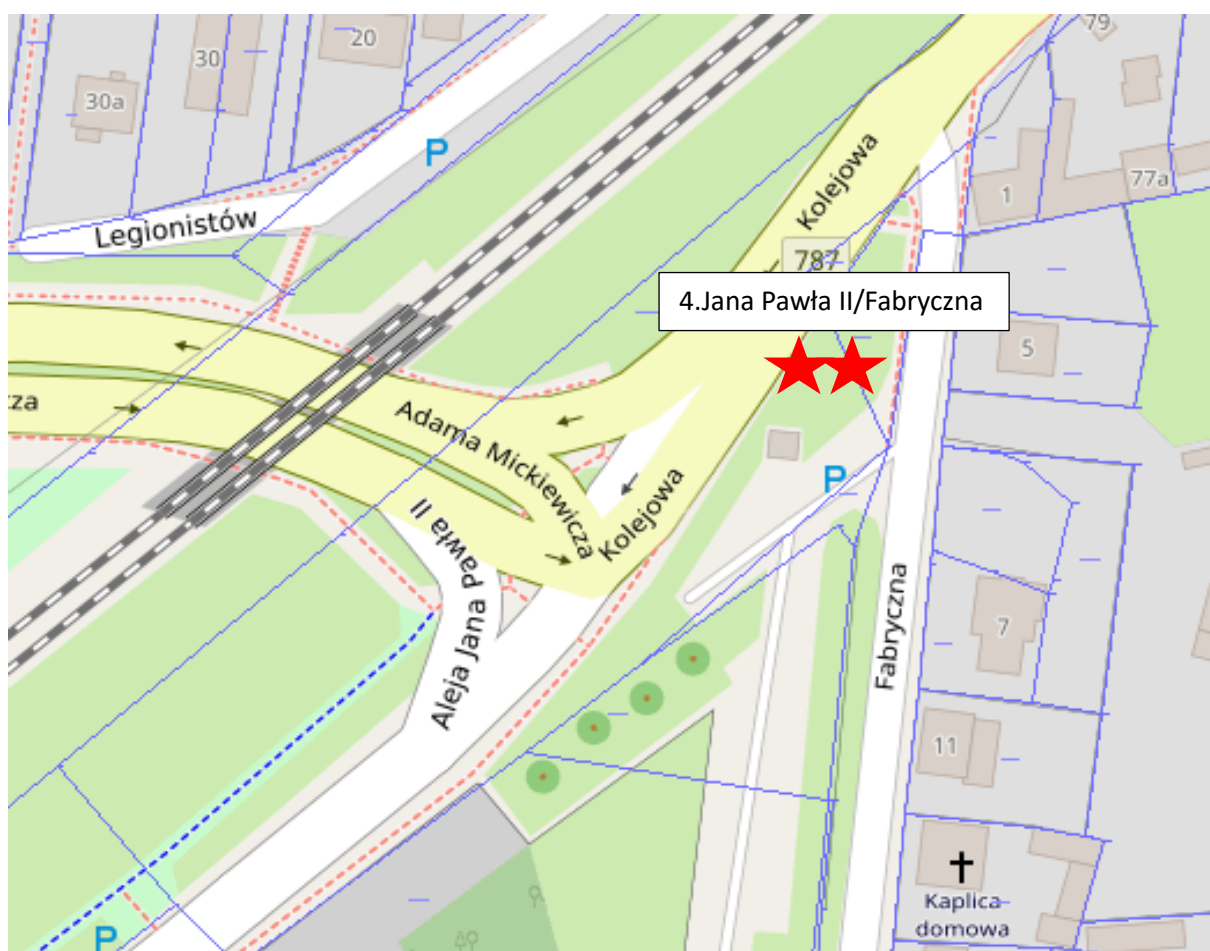 79
20
30
30a
P
Kolejowa
77a
1
Legionistów
787
4.Jana Pawła II/Fabryczna
5
cza
Adama Mickiewicza
P
Kolejowa
Aleja Jana Pawła II
Fabryczna
7
11
Kaplica
domowa
P